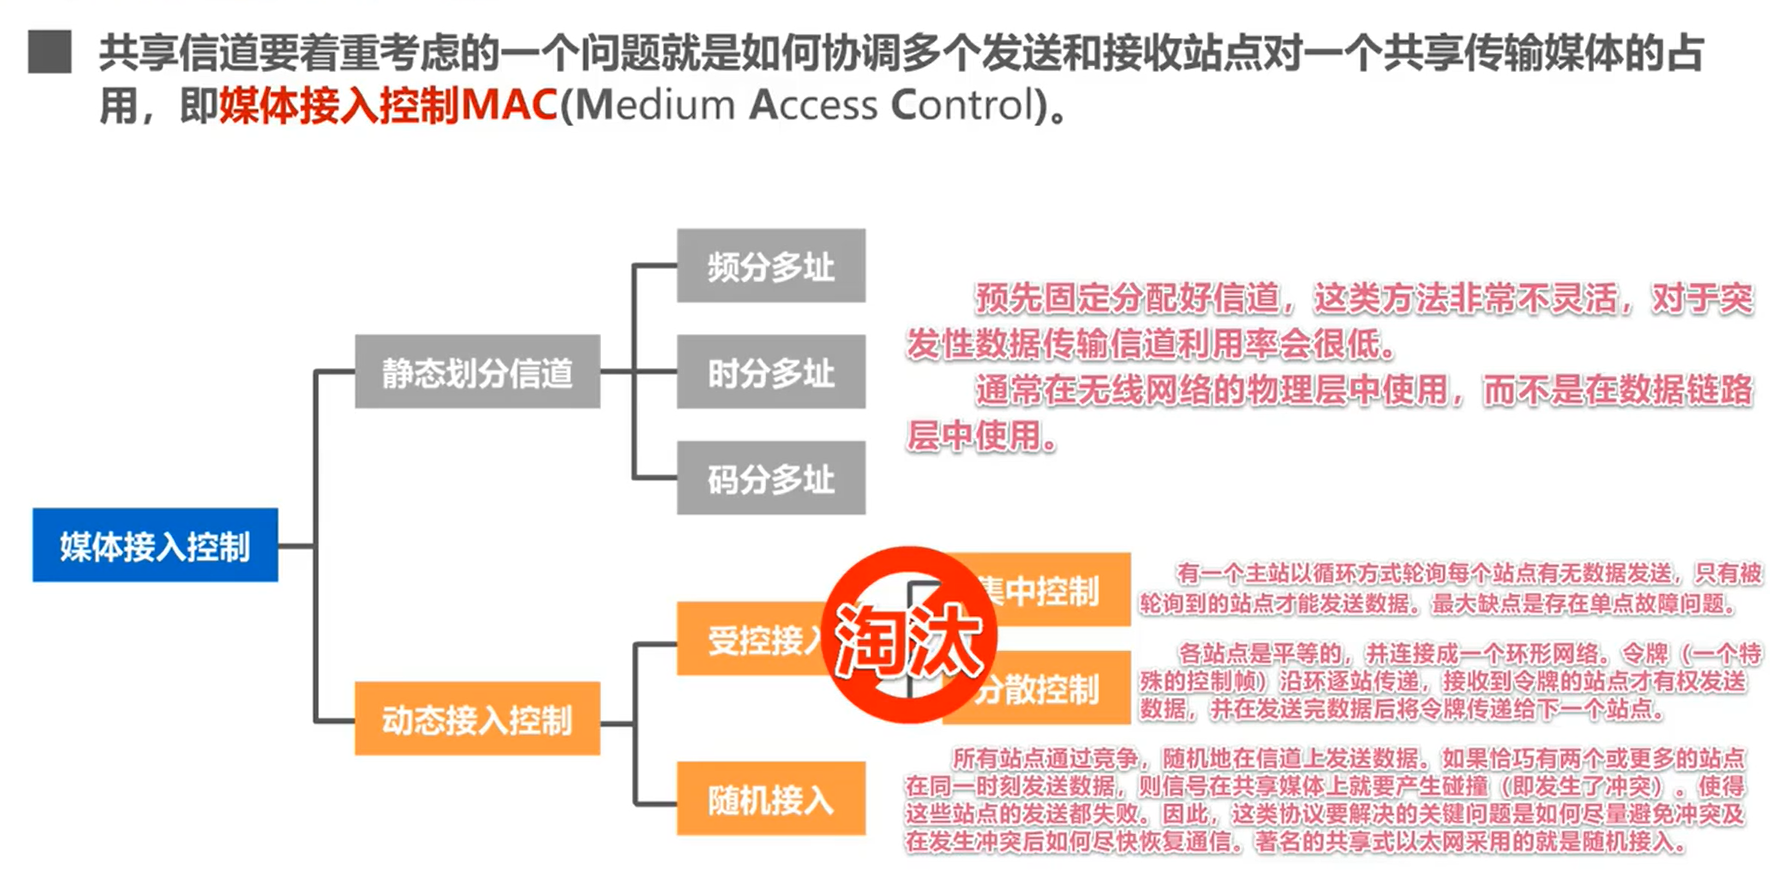 共享信道要着重考虑的一个问题就是如何协调多个发送和接收站点对一个共享传输媒体的占
用，即媒体接入控制MAC(Medium Access Control)。
频分多址
预先固定分配好信道，这类方法非常不灵活，对于突
发性数据传输信道利用率会很低。
静态划分信道
时分多址
通常在无线网络的物理层中使用，而不是在数据链路
层中使用。
码分多址
媒体接入控制
集中控制
有一个主站以循环方式轮询每个站点有无数据发送，只有被
轮询到的站点才能发送数据。最大缺点是存在单点故障问题。
受控接入
淘汰
各站点是平等的，并连接成一个环形网络。令牌（一个特
殊的控制帧）沿环逐站传递，接收到令牌的站点才有权发送
数据，并在发送完数据后将令牌传递给下一个站点。
分散控制
动态接入控制
随机接入
所有站点通过竞争，随机地在信道上发送数据。如果恰巧有两个或更多的站点
在同一时刻发送数据，则信号在共享媒体上就要产生碰撞（即发生了冲突）。使得
这些站点的发送都失败。因此，这类协议要解决的关键问题是如何尽量避免冲突及
在发生冲突后如何尽快恢复通信。著名的共享式以太网采用的就是随机接入。